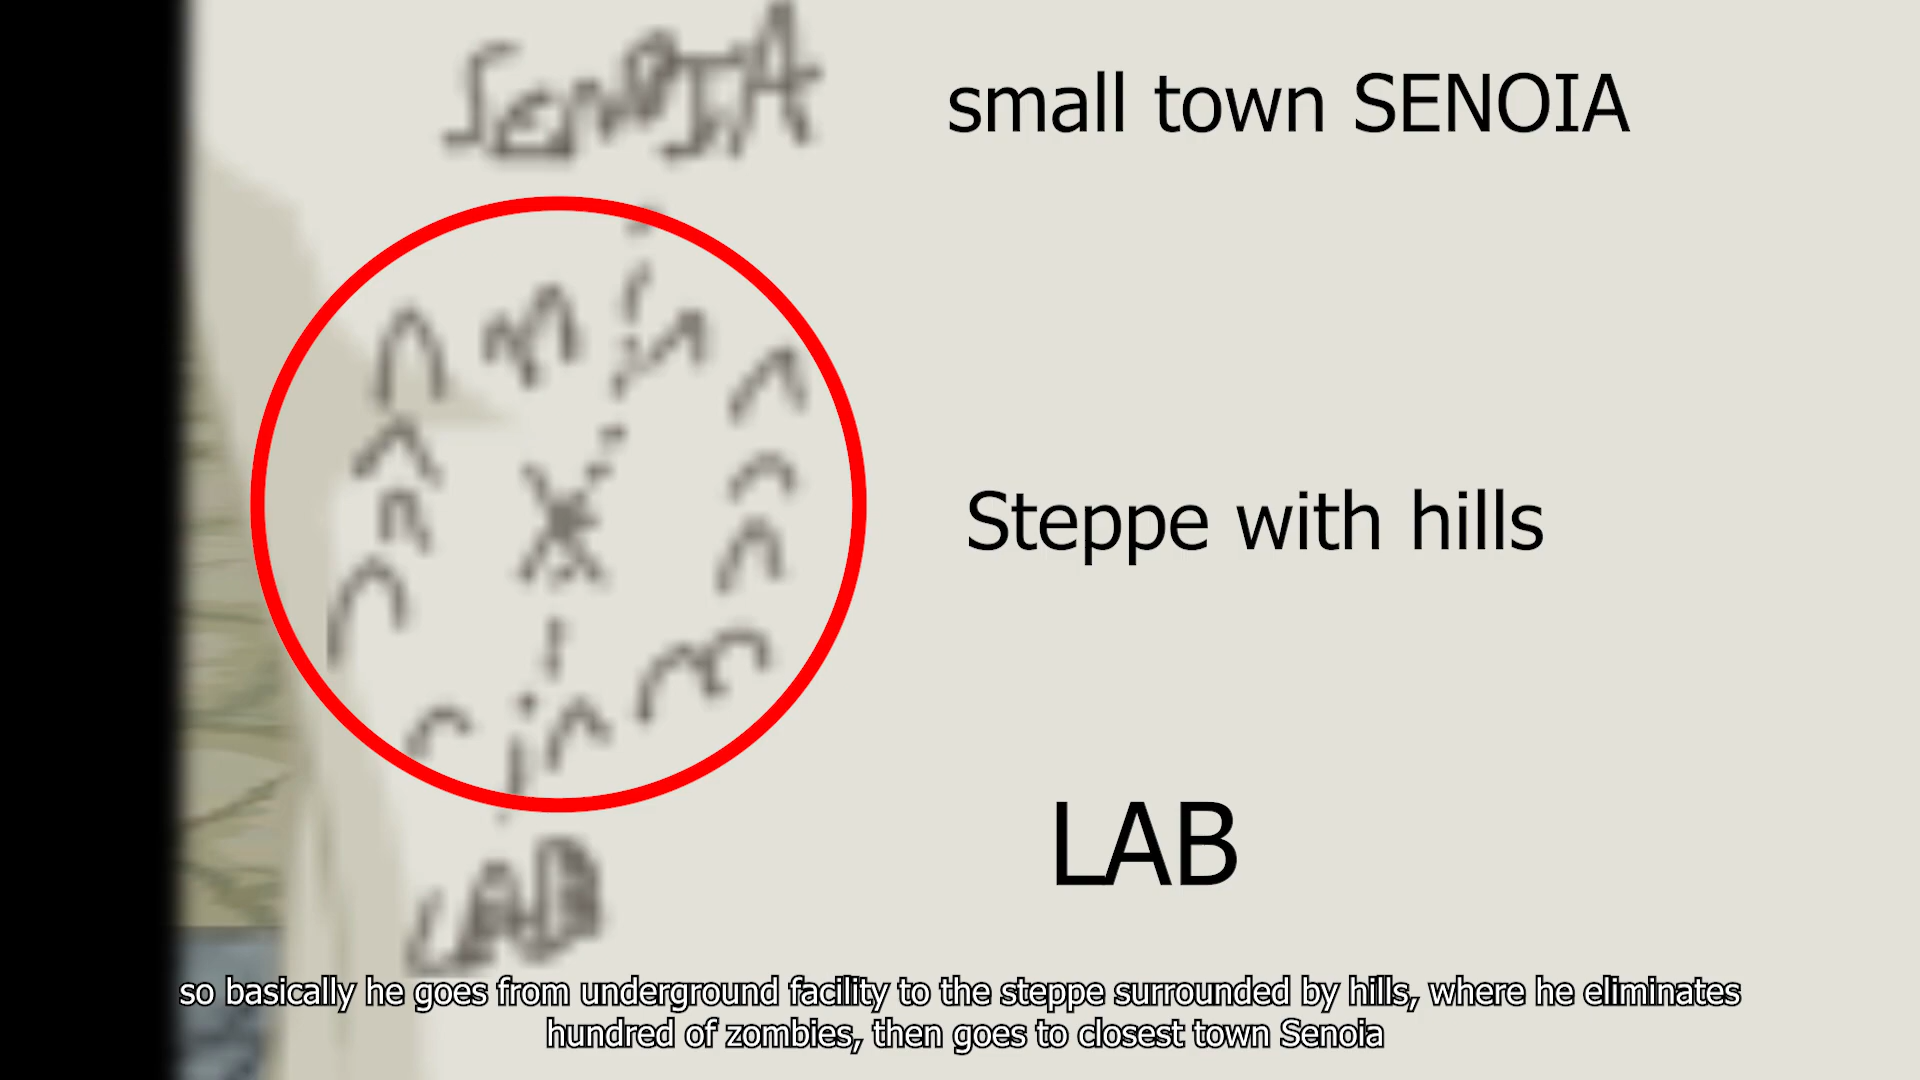 SENOIA
small town SENOIA
Steppe with hills
LAB
LAB
so basically he goes from underground facility to the steppe surrounded by hills, where he eliminates
hundred of zombies, then goes to closest town Senoia